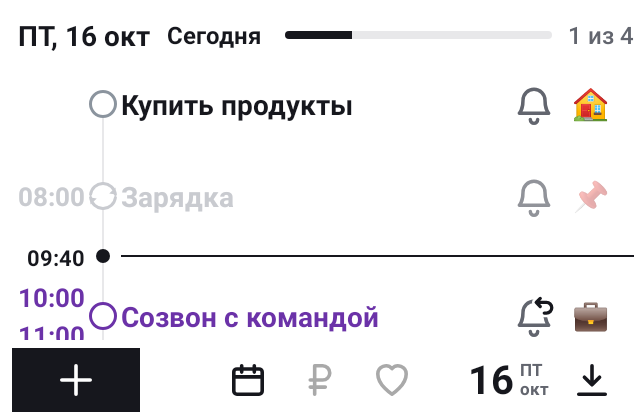 ПТ, 16 окт Сегодня 1 из 4
Купить продукты
08:00 Зарядка
09:40
10:00
Созвон с командой
11:00
16 ПТ
окт